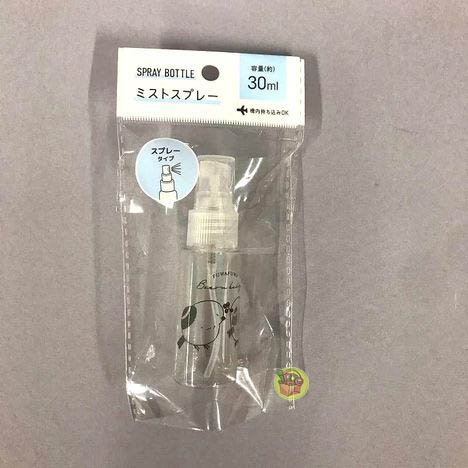 SPRAY BOTTLE
ミストスプレー
容量(約)
30ml
機内持ち込みOK
スプレー
タイプ
FUWAFUWA